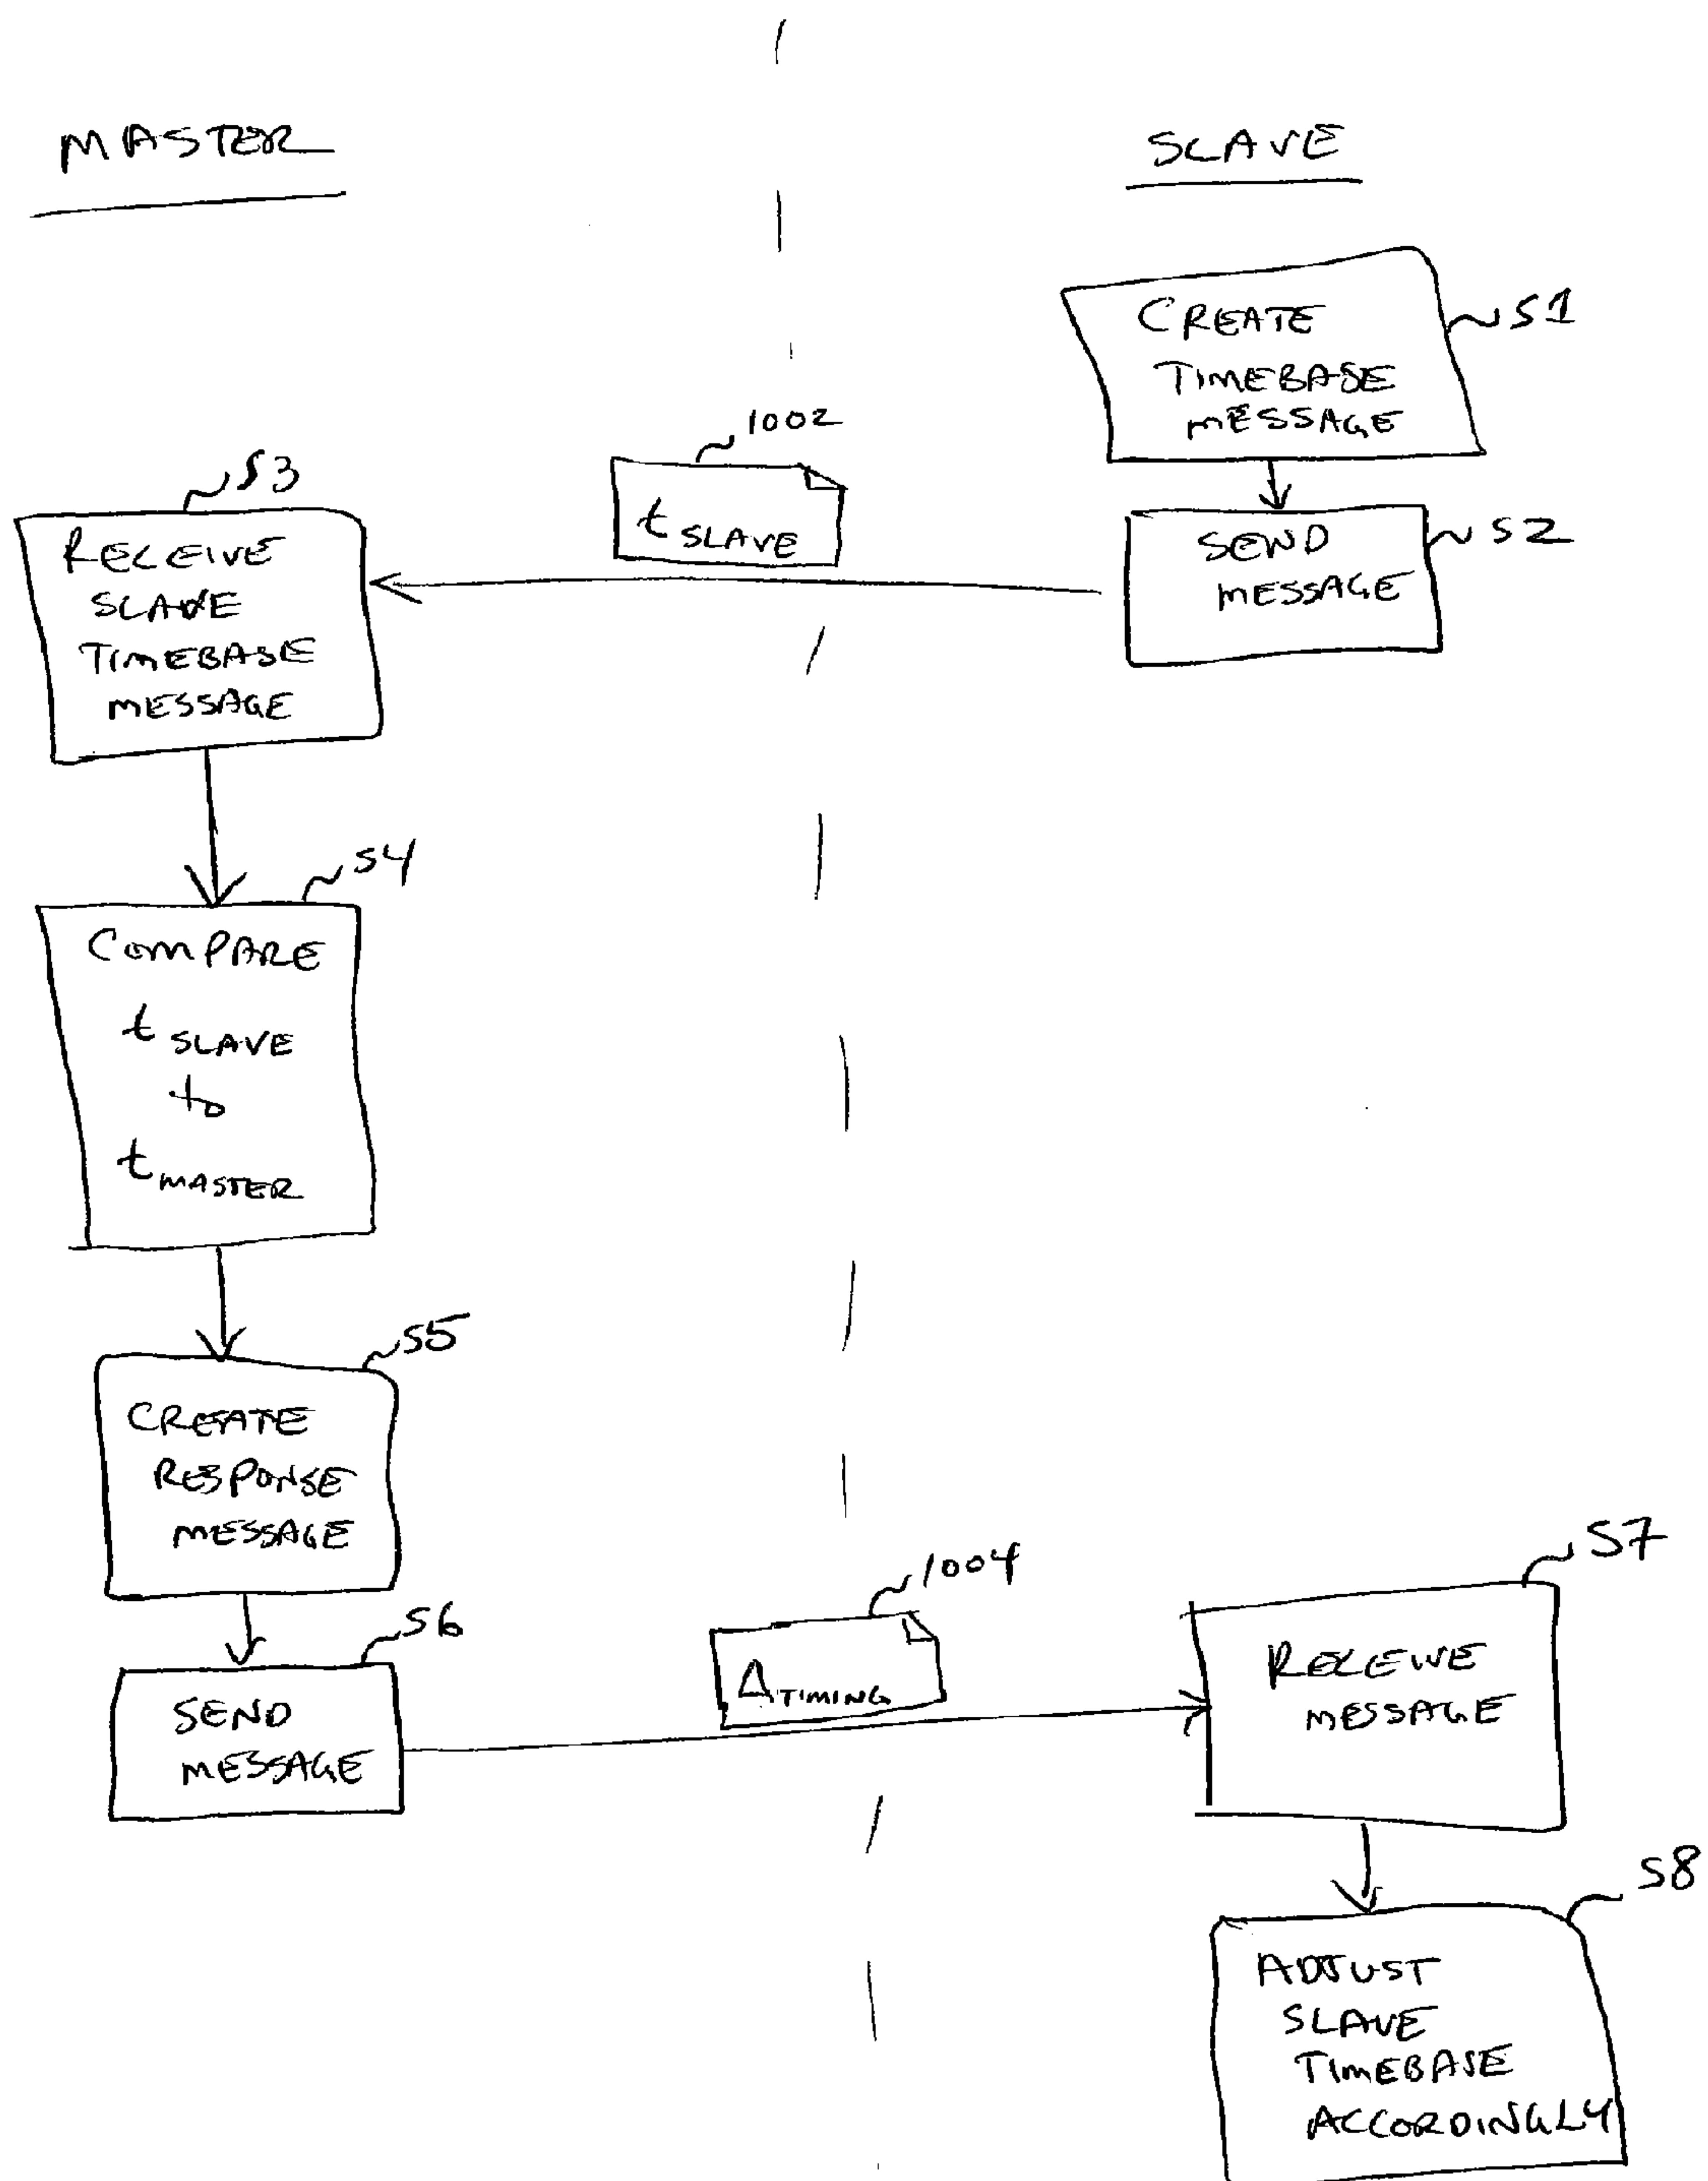 MASTER
SLAVE
CREATE
TIMEBASE
MESSAGE
S1
SEND
MESSAGE
S2
1002
t SLAVE
S3
RECEIVE
SLAVE
TIMEBASE
MESSAGE
S4
COMPARE
t SLAVE
to
t MASTER
S5
CREATE
RESPONSE
MESSAGE
S6
SEND
MESSAGE
1004
Δ TIMING
S7
RECEIVE
MESSAGE
S8
ADJUST
SLAVE
TIMEBASE
ACCORDINGLY